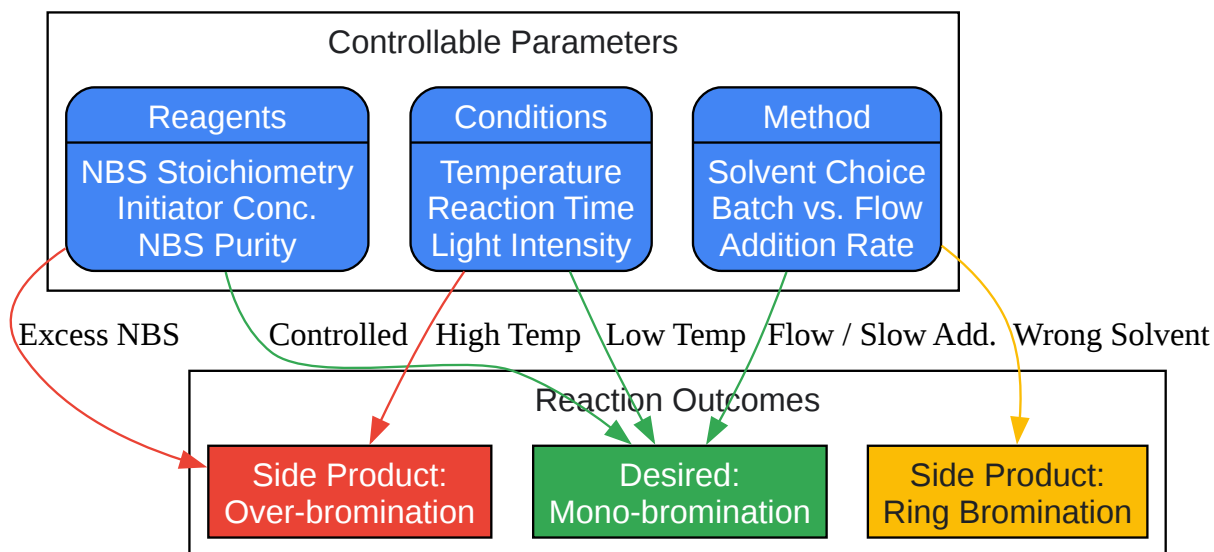 Controllable Parameters
Reagents
NBS Stoichiometry
Initiator Conc.
NBS Purity
Conditions
Temperature
Reaction Time
Light Intensity
Method
Solvent Choice
Batch vs. Flow
Addition Rate
Excess NBS
Controlled
High Temp
Low Temp
Flow / Slow Add.
Wrong Solvent
Reaction Outcomes
Side Product:
Over-bromination
Desired:
Mono-bromination
Side Product:
Ring Bromination